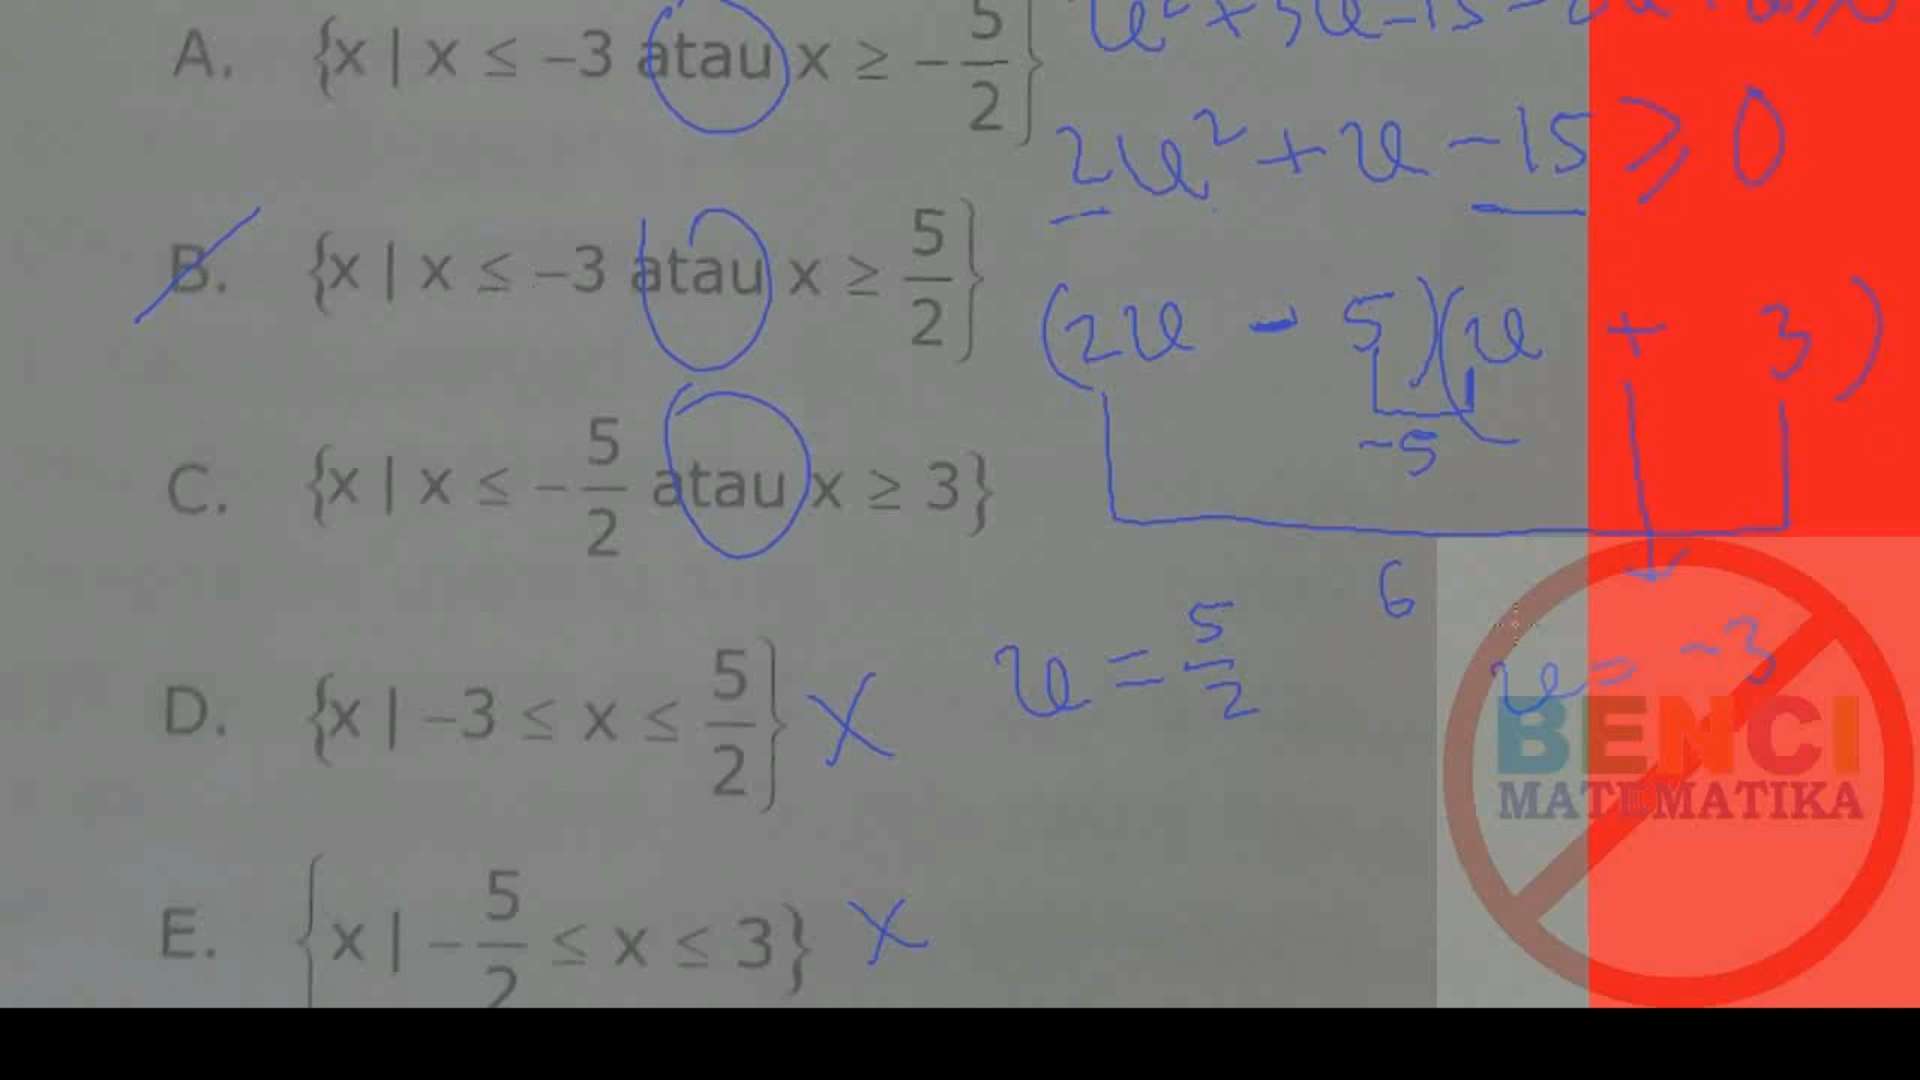 A. {x | x ≤ −3 atau x ≥ −5/2}
2x² + x − 15 ≥ 0
B. {x | x ≤ −3 atau x ≥ 5/2}
(2x − 5)(x + 3)
−5
C. {x | x ≤ −5/2 atau x ≥ 3}
6
D. {x | −3 ≤ x ≤ 5/2} X
x = 5/2
x = −3
BENCI
MATEMATIKA
E. {x | −5/2 ≤ x ≤ 3} X